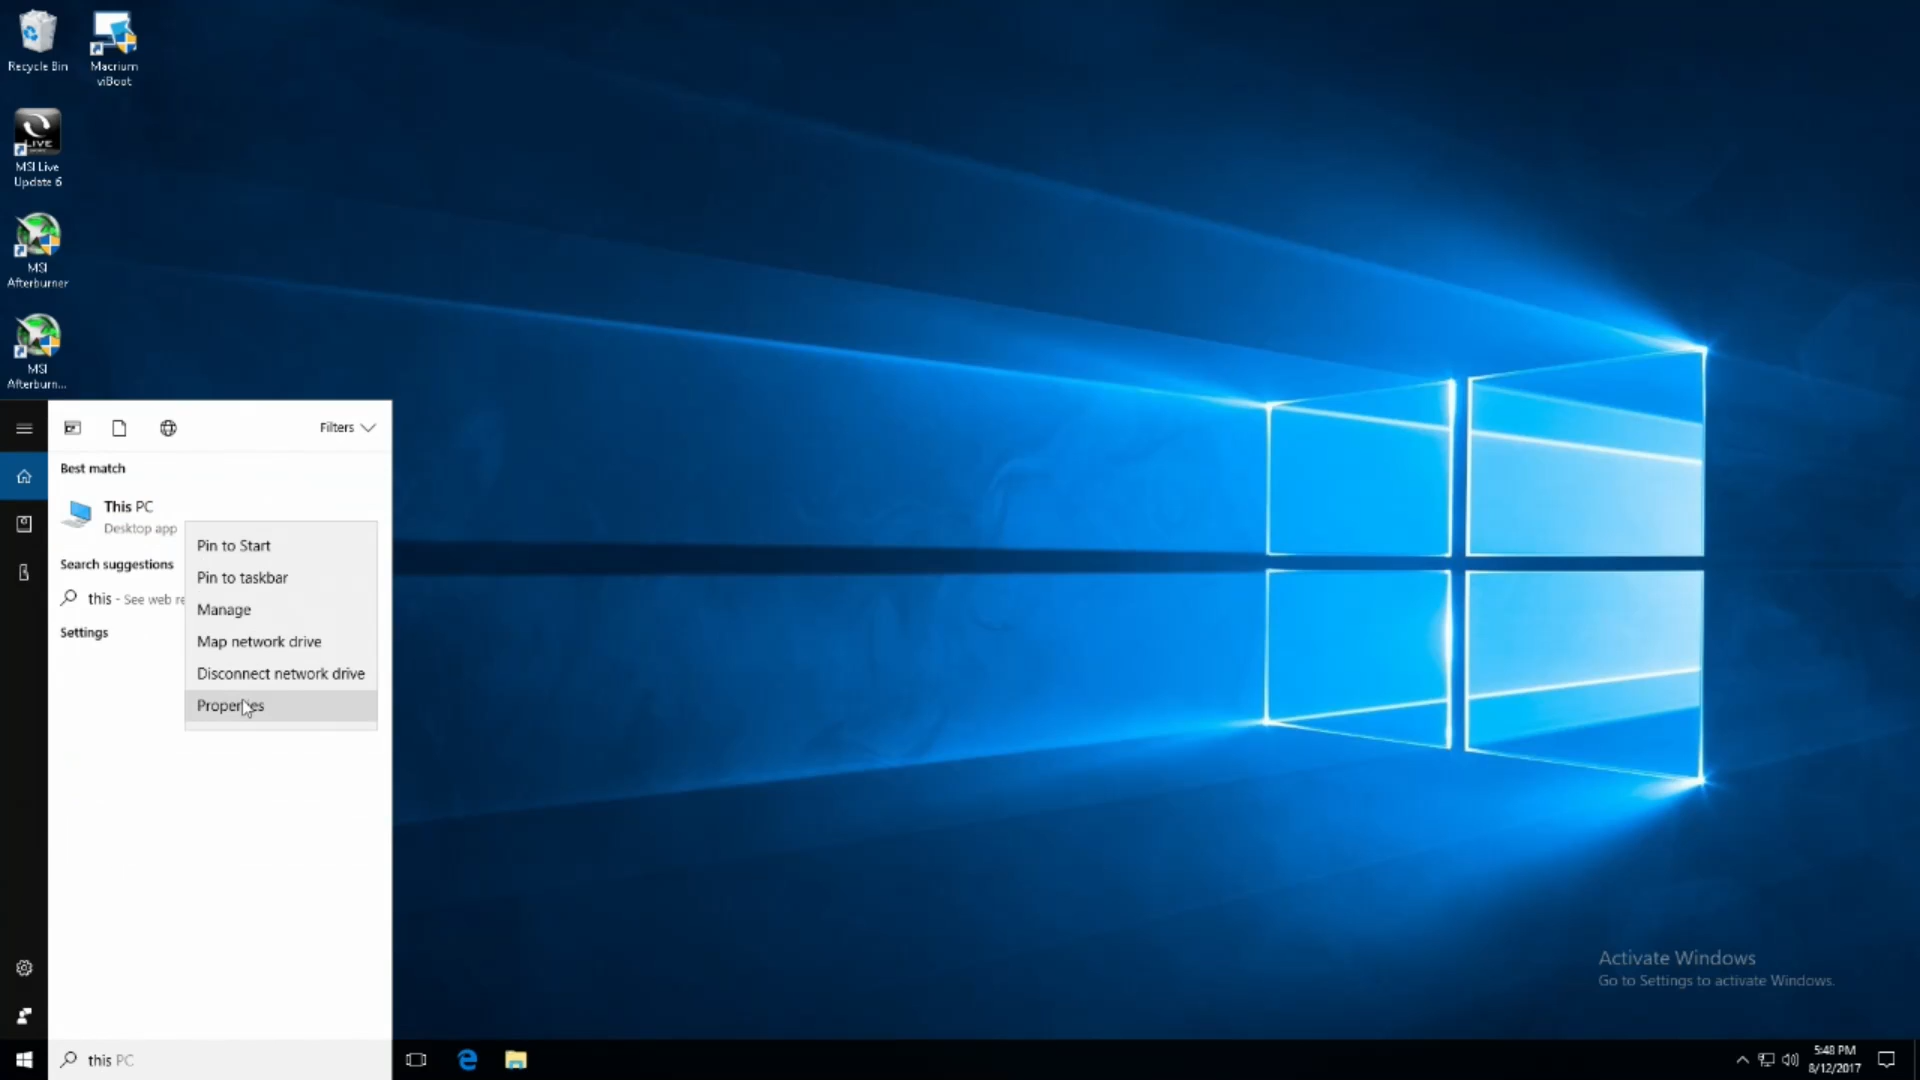 Recycle Bin
Macrium
viBoot
MSI Live
Update 6
MSI
Afterburner
MSI
Afterburn...
LIVE
Filters
Best match
This PC
Desktop app
Search suggestions
this - See web re
Settings
Pin to Start
Pin to taskbar
Manage
Map network drive
Disconnect network drive
Properties
Activate Windows
Go to Settings to activate Windows.
this PC
5:48 PM
8/12/2017